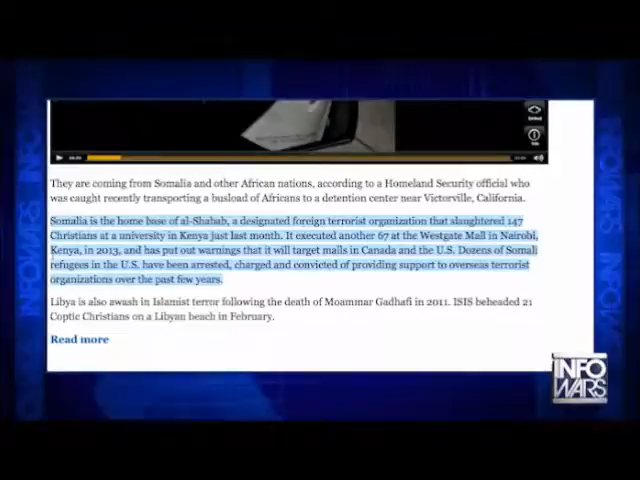 They are coming from Somalia and other African nations, according to a Homeland Security official who
was caught recently transporting a busload of Africans to a detention center near Victorville, California.
Somalia is the home base of al-Shabab, a designated foreign terrorist organization that slaughtered 147
Christians at a university in Kenya just last month. It executed another 67 at the Westgate Mall in Nairobi,
Kenya, in 2013, and has put out warnings that it will target malls in Canada and the U.S. Dozens of Somali
refugees in the U.S. have been arrested, charged and convicted of providing support to overseas terrorist
organizations over the past few years.
Libya is also awash in Islamist terror following the death of Moammar Gadhafi in 2011. ISIS beheaded 21
Coptic Christians on a Libyan beach in February.
Read more
INFO
WARS